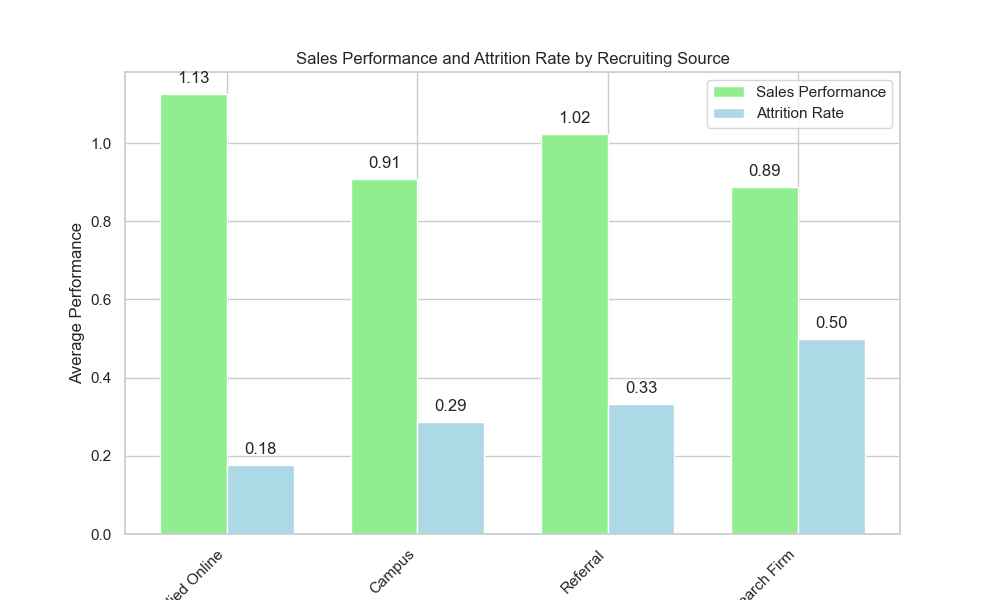 Sales Performance and Attrition Rate by Recruiting Source
Sales Performance
Attrition Rate
Average Performance
1.0
0.8
0.6
0.4
0.2
0.0
1.13
0.18
0.91
0.29
1.02
0.33
0.89
0.50
Online
Campus
Referral
Firm